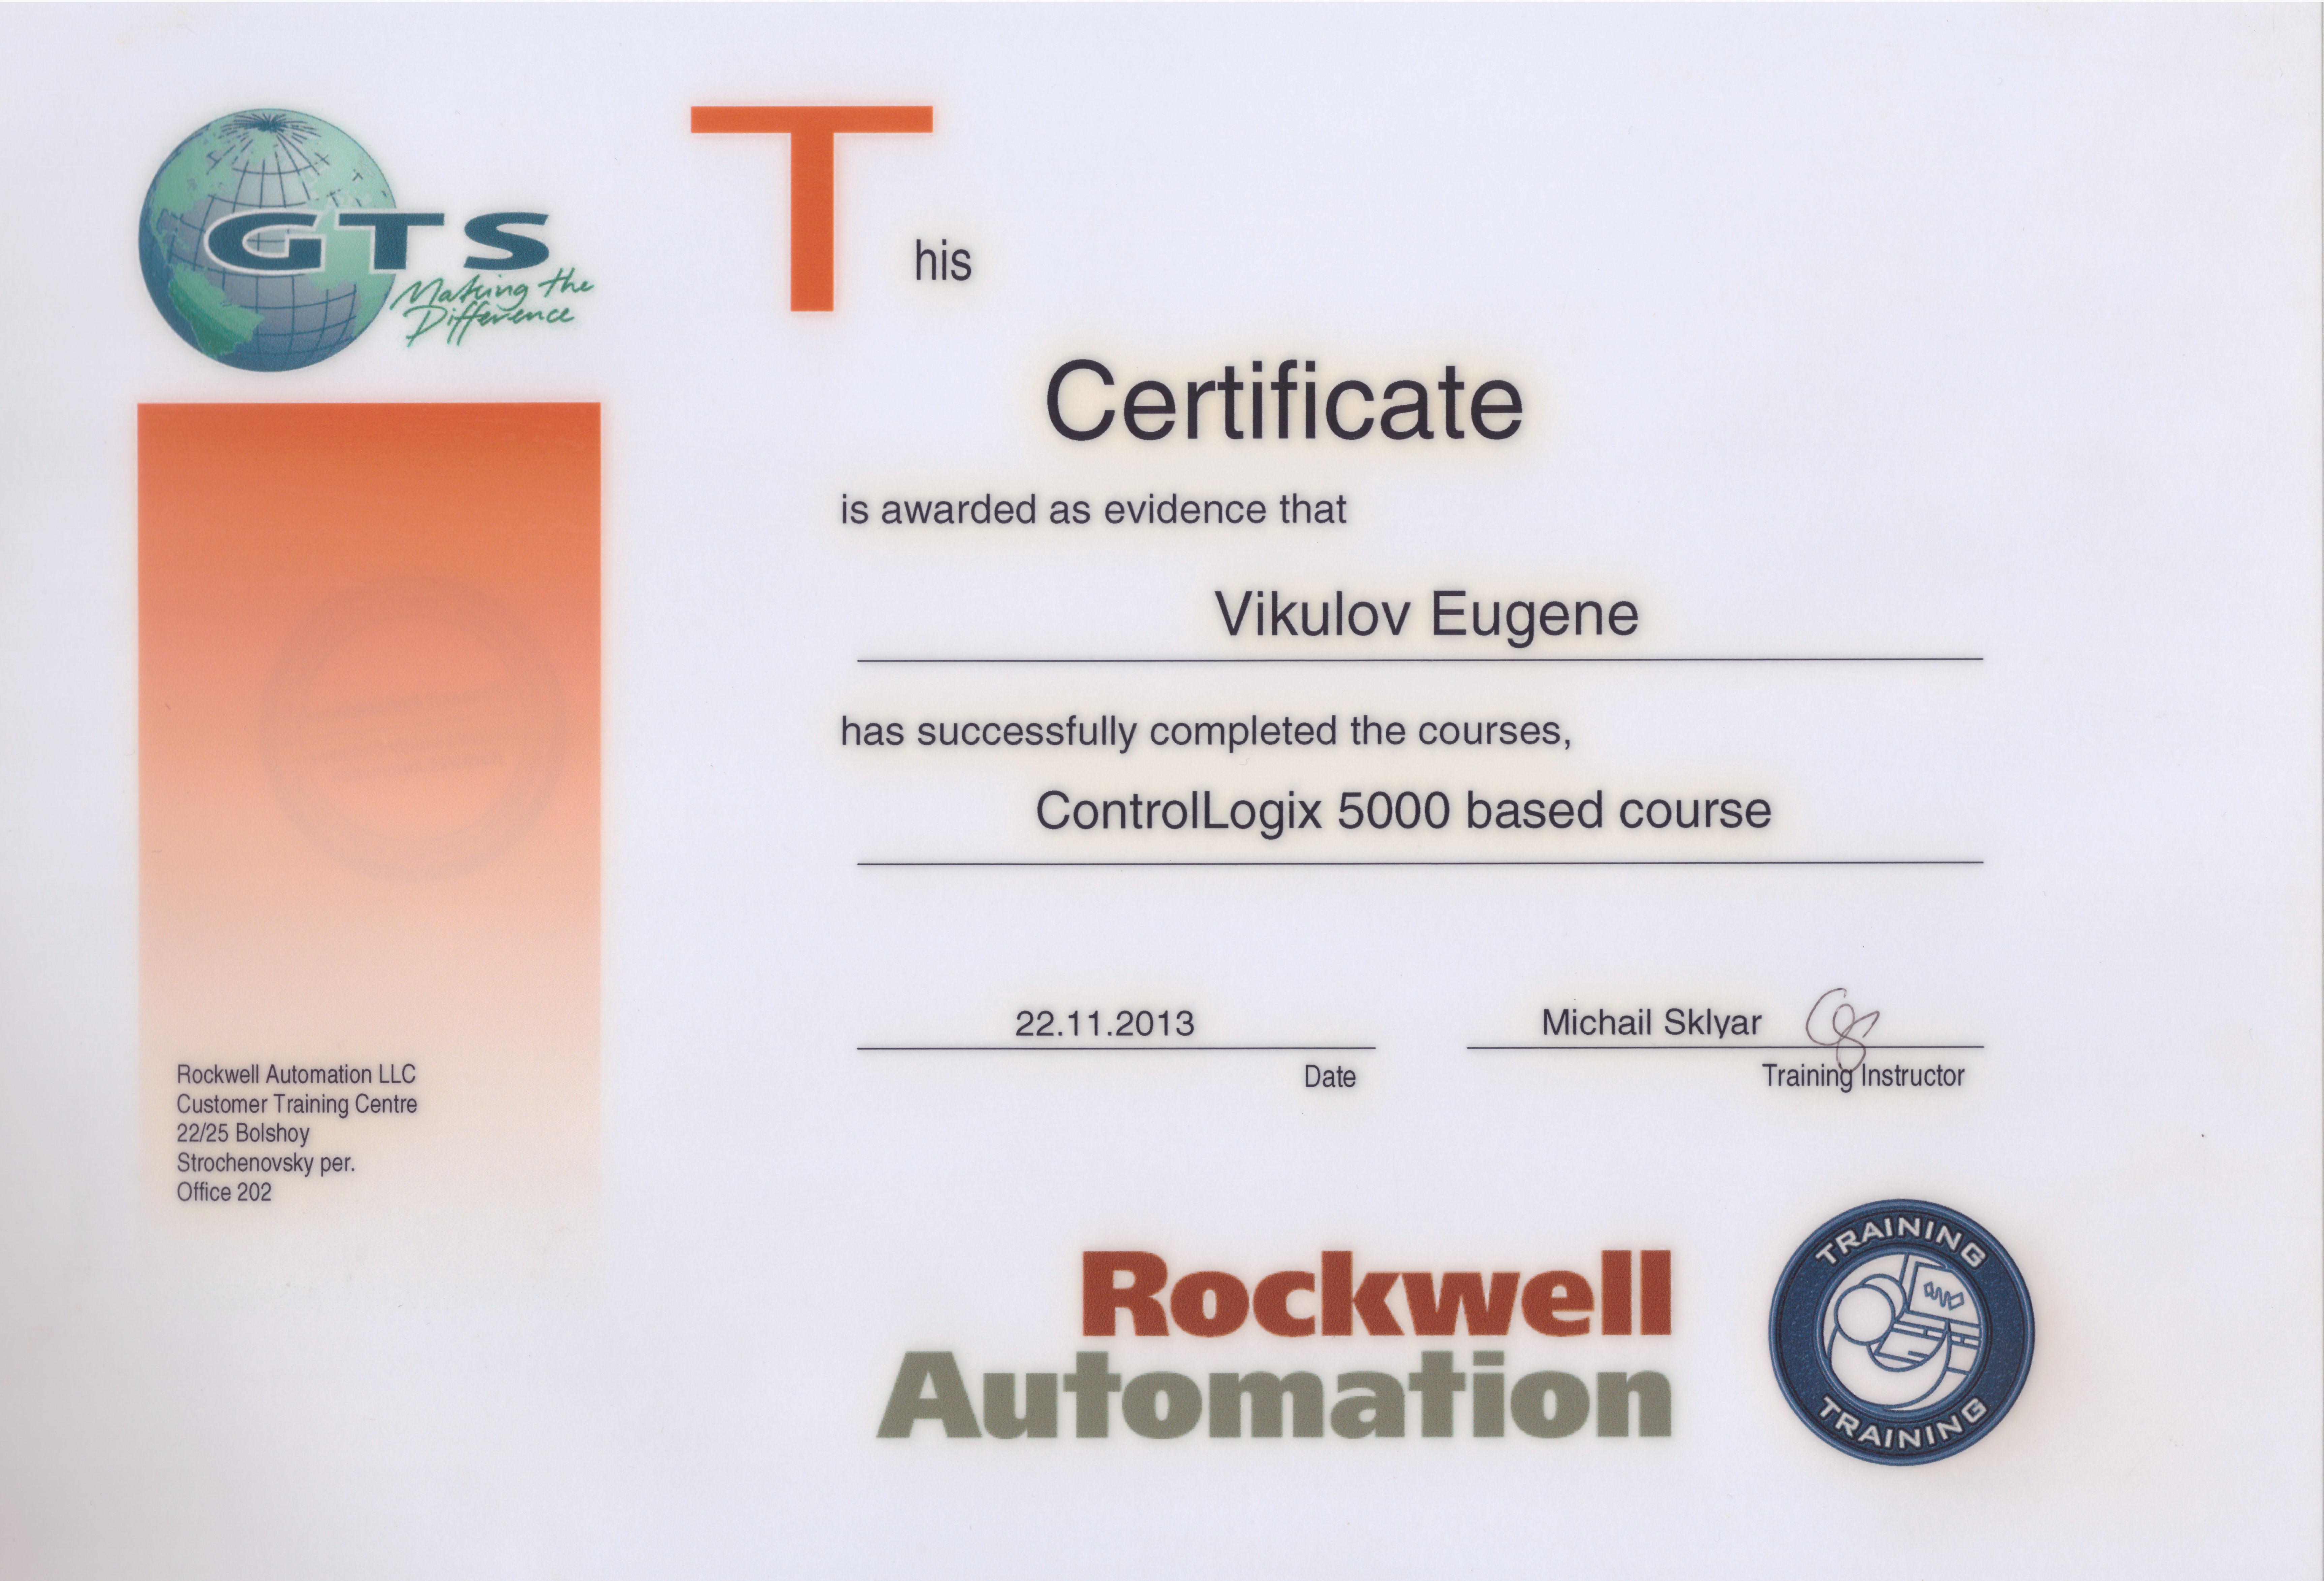 GTS
Making the
Difference
This
Certificate
is awarded as evidence that
Vikulov Eugene
has successfully completed the courses,
ControlLogix 5000 based course
22.11.2013
Michail Sklyar
Date
Training Instructor
Rockwell Automation LLC
Customer Training Centre
22/25 Bolshoy
Strochenovsky per.
Office 202
Rockwell
Automation
TRAINING
TRAINING